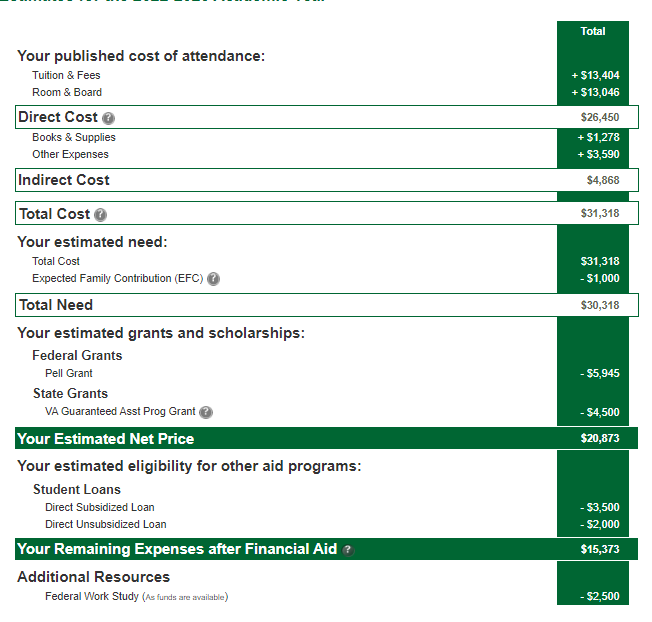 Total
Your published cost of attendance:
Tuition & Fees + $13,404
Room & Board + $13,046
Direct Cost ? $26,450
Books & Supplies + $1,278
Other Expenses + $3,590
Indirect Cost $4,868
Total Cost ? $31,318
Your estimated need:
Total Cost $31,318
Expected Family Contribution (EFC) ? - $1,000
Total Need $30,318
Your estimated grants and scholarships:
Federal Grants
Pell Grant - $5,945
State Grants
VA Guaranteed Asst Prog Grant ? - $4,500
Your Estimated Net Price $20,873
Your estimated eligibility for other aid programs:
Student Loans
Direct Subsidized Loan - $3,500
Direct Unsubsidized Loan - $2,000
Your Remaining Expenses after Financial Aid ? $15,373
Additional Resources
Federal Work Study (As funds are available) - $2,500